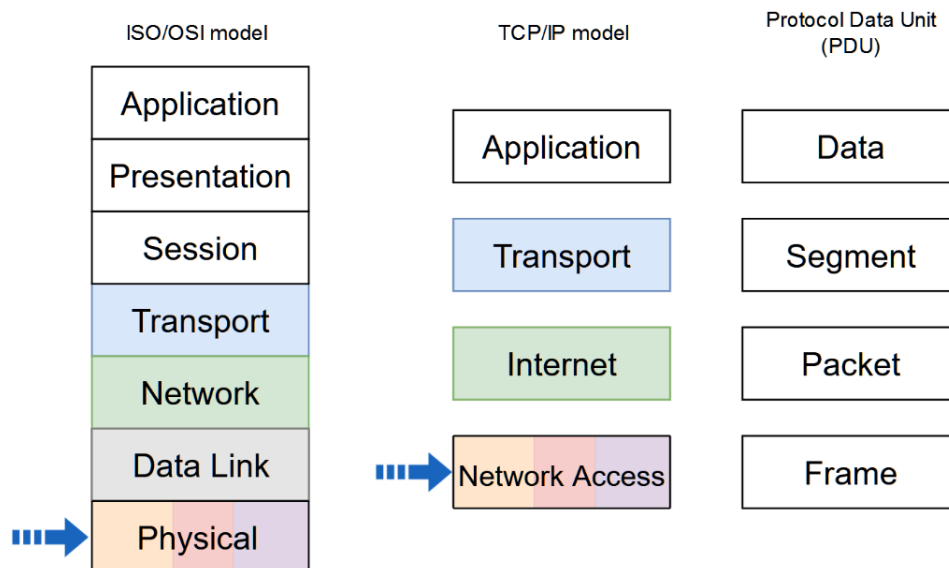 ISO/OSI model
Application
Presentation
Session
Transport
Network
Data Link
Physical
TCP/IP model
Application
Transport
Internet
Network Access
Protocol Data Unit
(PDU)
Data
Segment
Packet
Frame